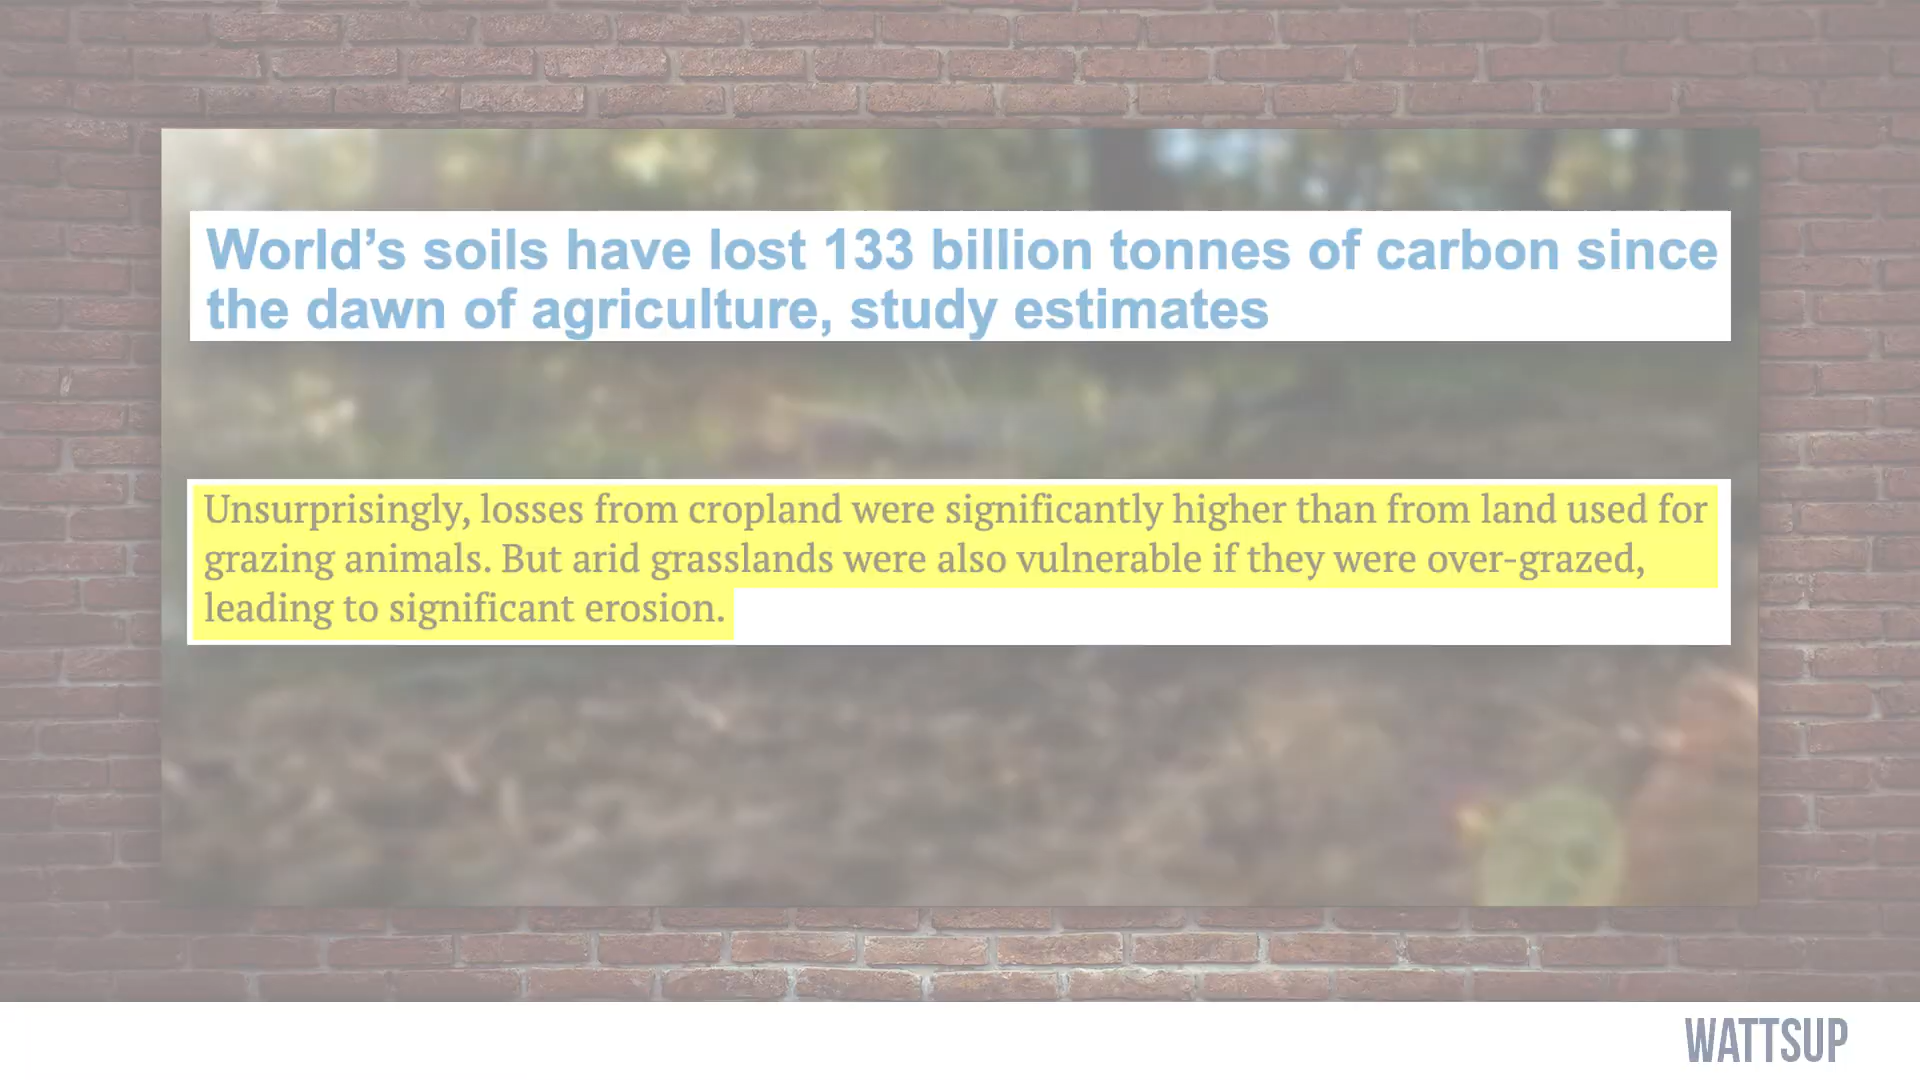 World’s soils have lost 133 billion tonnes of carbon since
the dawn of agriculture, study estimates
Unsurprisingly, losses from cropland were significantly higher than from land used for
grazing animals. But arid grasslands were also vulnerable if they were over-grazed,
leading to significant erosion.
WATTSUP